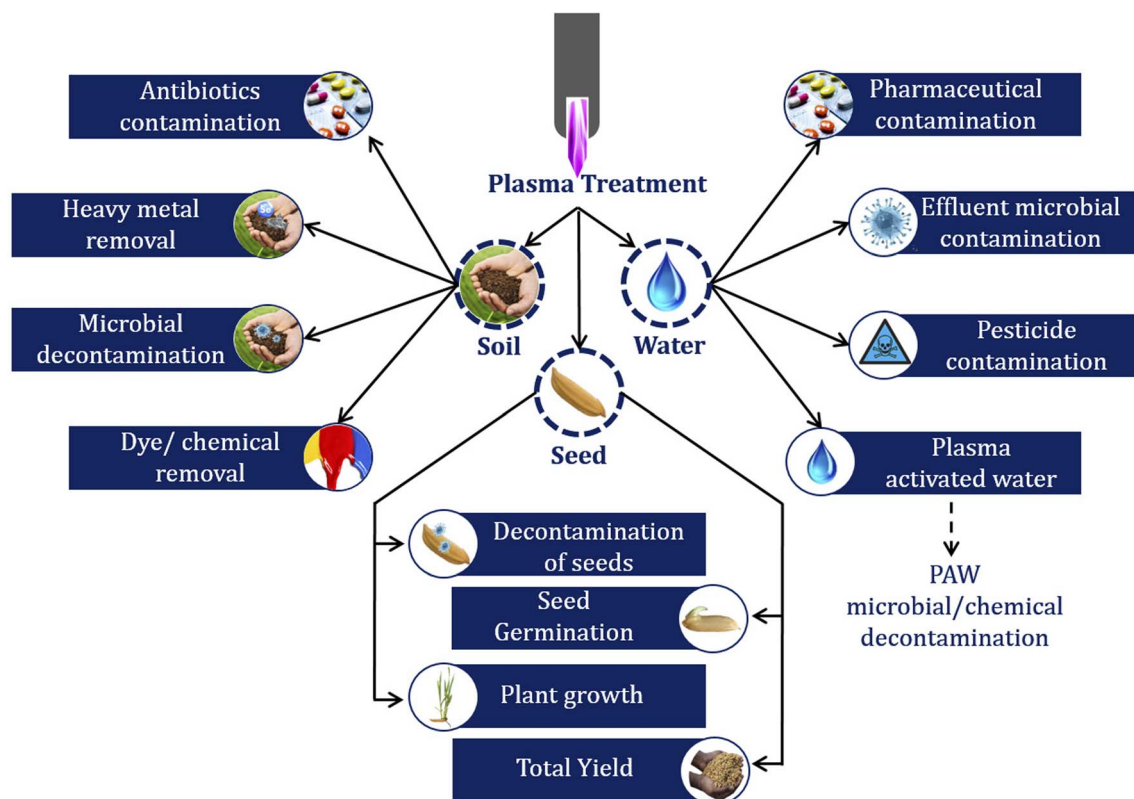 Plasma Treatment
Antibiotics
contamination
Heavy metal
removal
Microbial
decontamination
Dye/ chemical
removal
Soil
Water
Seed
Pharmaceutical
contamination
Effluent microbial
contamination
Pesticide
contamination
Plasma
activated water
PAW
microbial/chemical
decontamination
Decontamination
of seeds
Seed
Germination
Plant growth
Total Yield